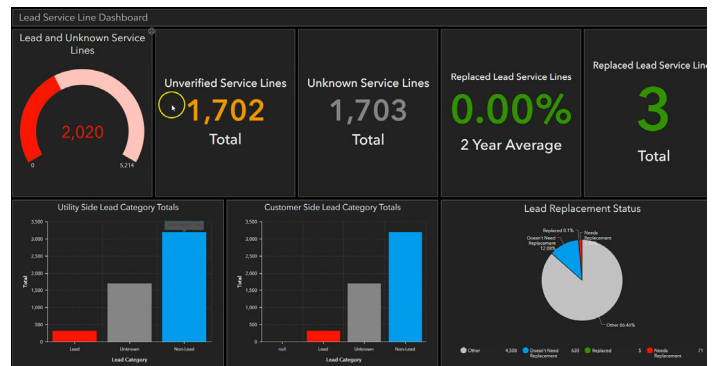 Lead Service Line Dashboard
Lead and Unknown Service
Lines
2,020
0
5,214
Unverified Service Lines
1,702
Total
Unknown Service Lines
1,703
Total
Replaced Lead Service Lines
0.00%
2 Year Average
Replaced Lead Service Lin
3
Total
Utility Side Lead Category Totals
Total
3,500
3,000
2,500
2,000
1,500
1,000
500
0
Lead
Unknown
Non-Lead
Lead Category
Customer Side Lead Category Totals
Total
3,500
3,000
2,500
2,000
1,500
1,000
500
0
null
Lead
Unknown
Non-Lead
Lead Category
Lead Replacement Status
Replaced 0.1%
Needs
Replacement
Doesn't Need
Replacement
12.08%
Other 86.46%
Other 4,508
Doesn't Need
Replacement 630
Replaced 5
Needs
Replacement 71